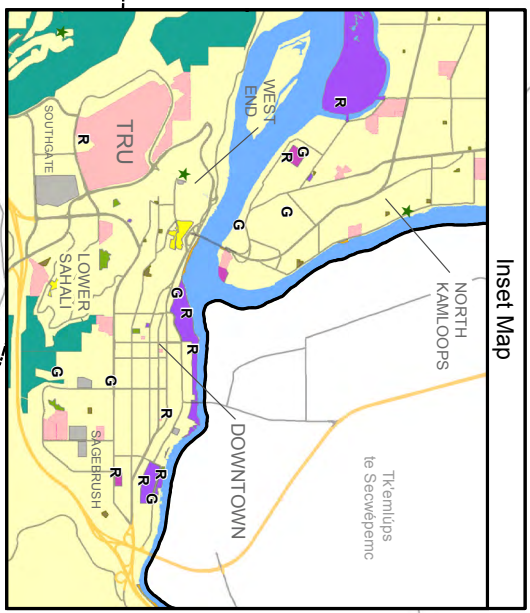 Inset Map
NORTH
KAMLOOPS
Tk'emlúps
te Secwépemc
R
G
R
G
G
WEST
END
DOWNTOWN
G
R
R
R
R
G
R
G
G
SAGEBRUSH
TRU
R
SOUTHGATE
LOWER
SAHALI